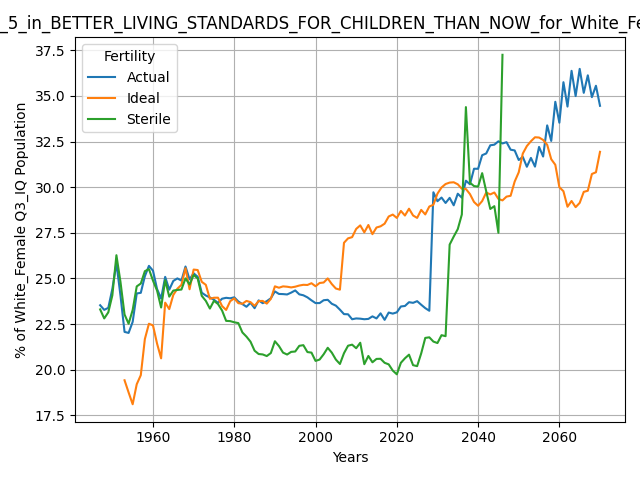 _5_in_BETTER_LIVING_STANDARDS_FOR_CHILDREN_THAN_NOW_for_White_Fe
37.5
35.0
32.5
30.0
27.5
25.0
22.5
20.0
17.5
% of White_Female Q3_IQ Population
Fertility
Actual
Ideal
Sterile
1960
1980
2000
2020
2040
2060
Years